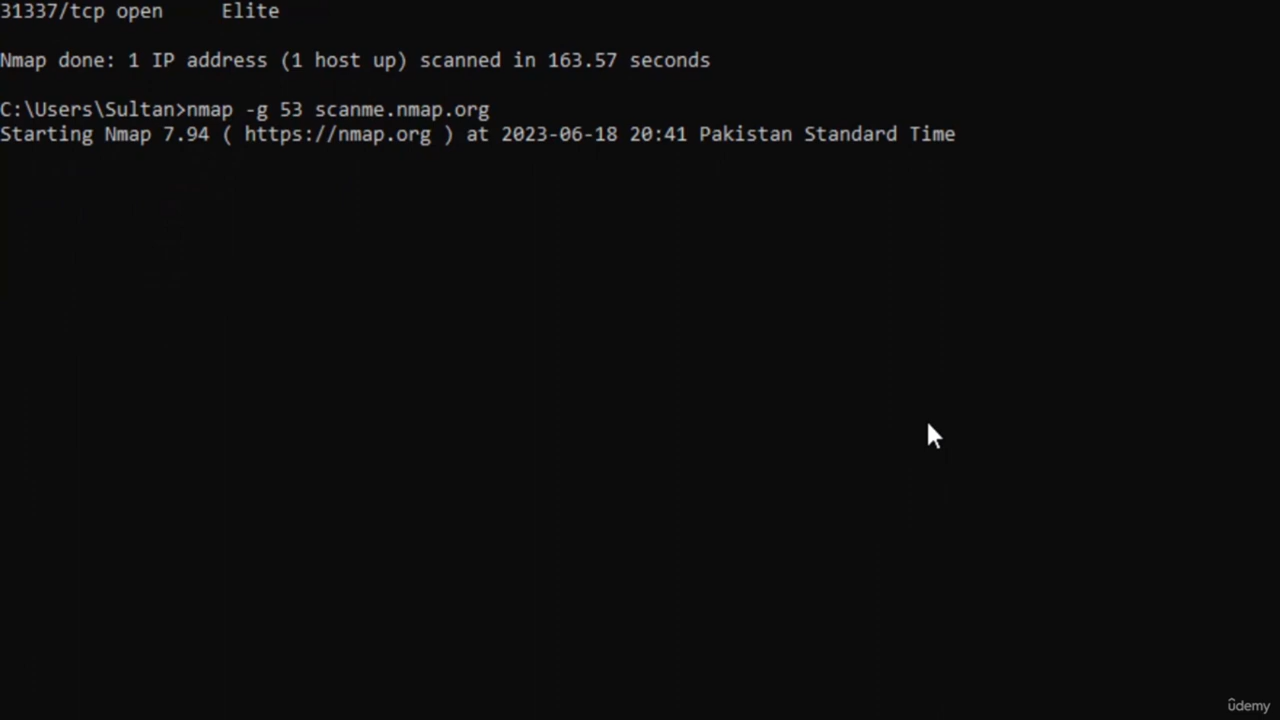 31337/tcp open     Elite
Nmap done: 1 IP address (1 host up) scanned in 163.57 seconds
C:\Users\Sultan>nmap -g 53 scanme.nmap.org
Starting Nmap 7.94 ( https://nmap.org ) at 2023-06-18 20:41 Pakistan Standard Time
ûdemy